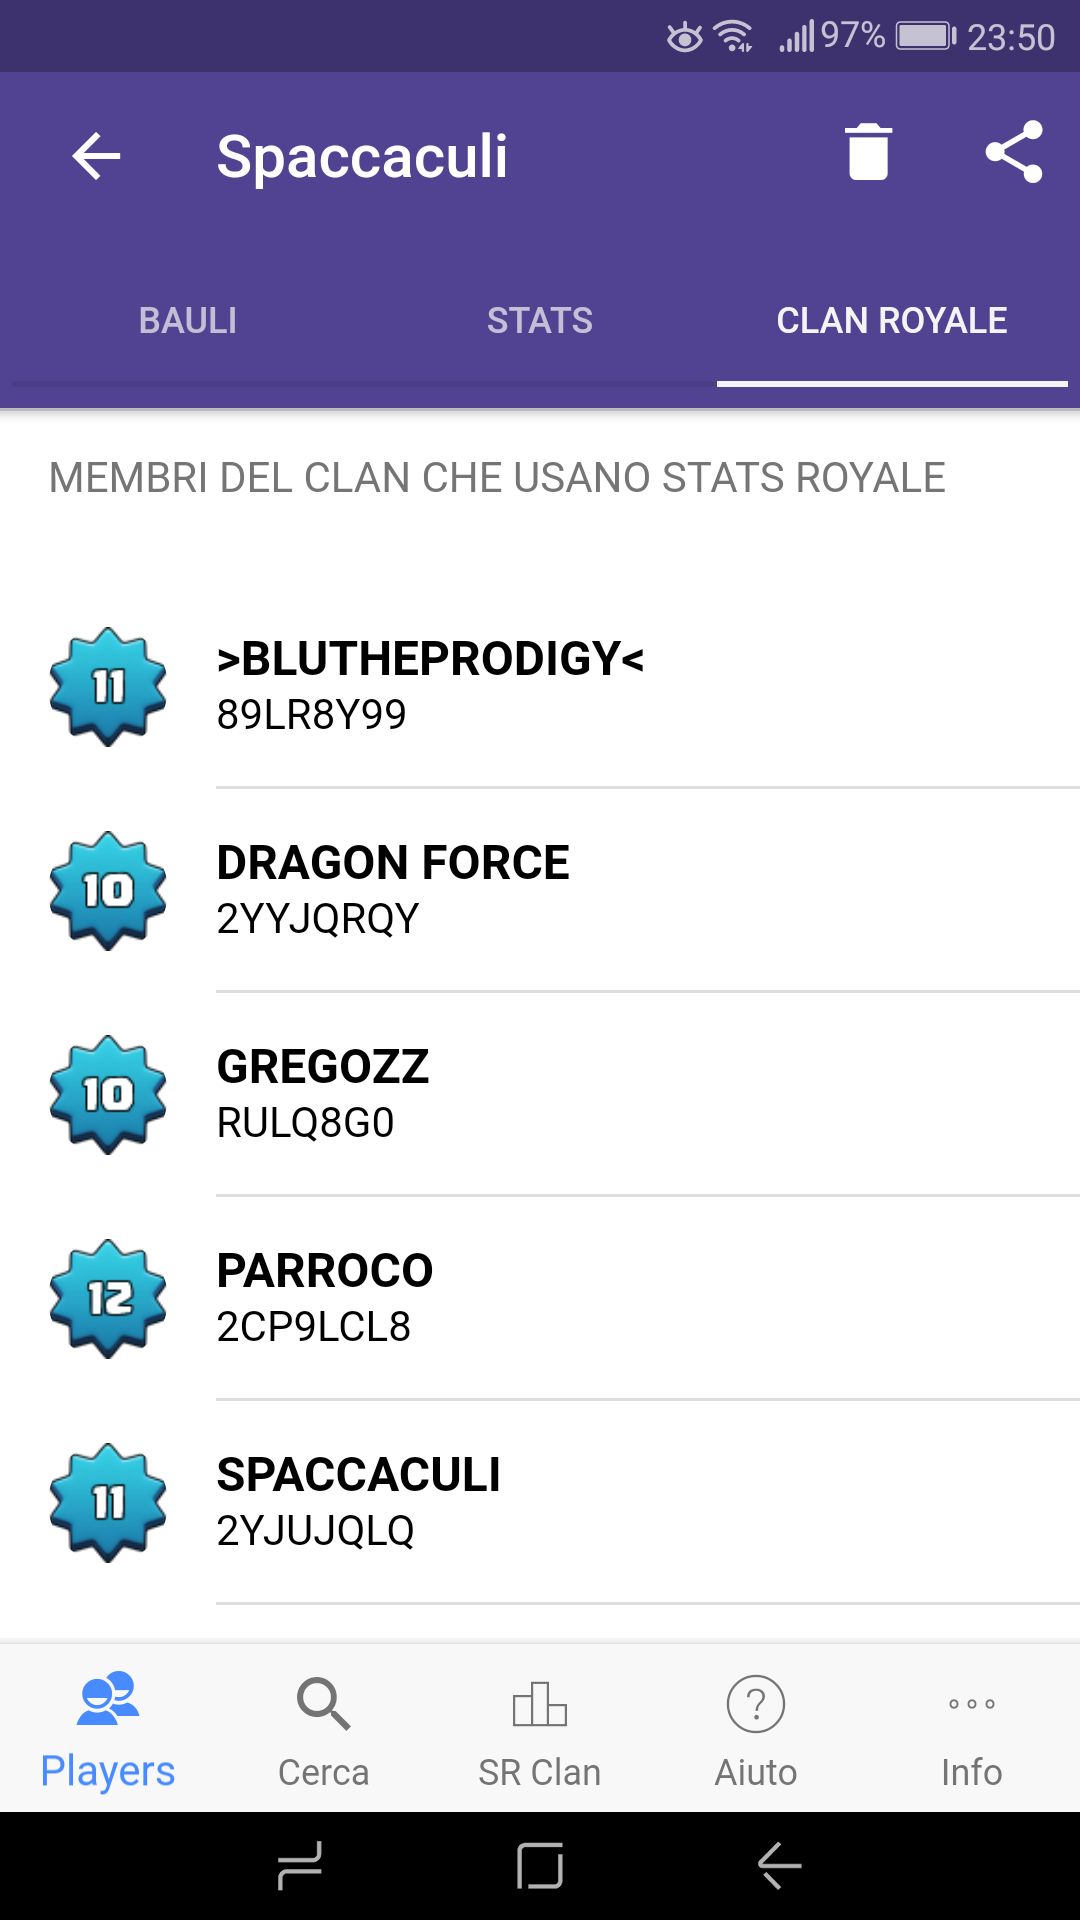 97% 23:50
Spaccaculi
BAULI STATS CLAN ROYALE
MEMBRI DEL CLAN CHE USANO STATS ROYALE
11 >BLUTHEPRODIGY<
89LR8Y99
10 DRAGON FORCE
2YYJQRQY
10 GREGOZZ
RULQ8G0
12 PARROCO
2CP9LCL8
11 SPACCACULI
2YJUJQLQ
Players Cerca SR Clan Aiuto Info